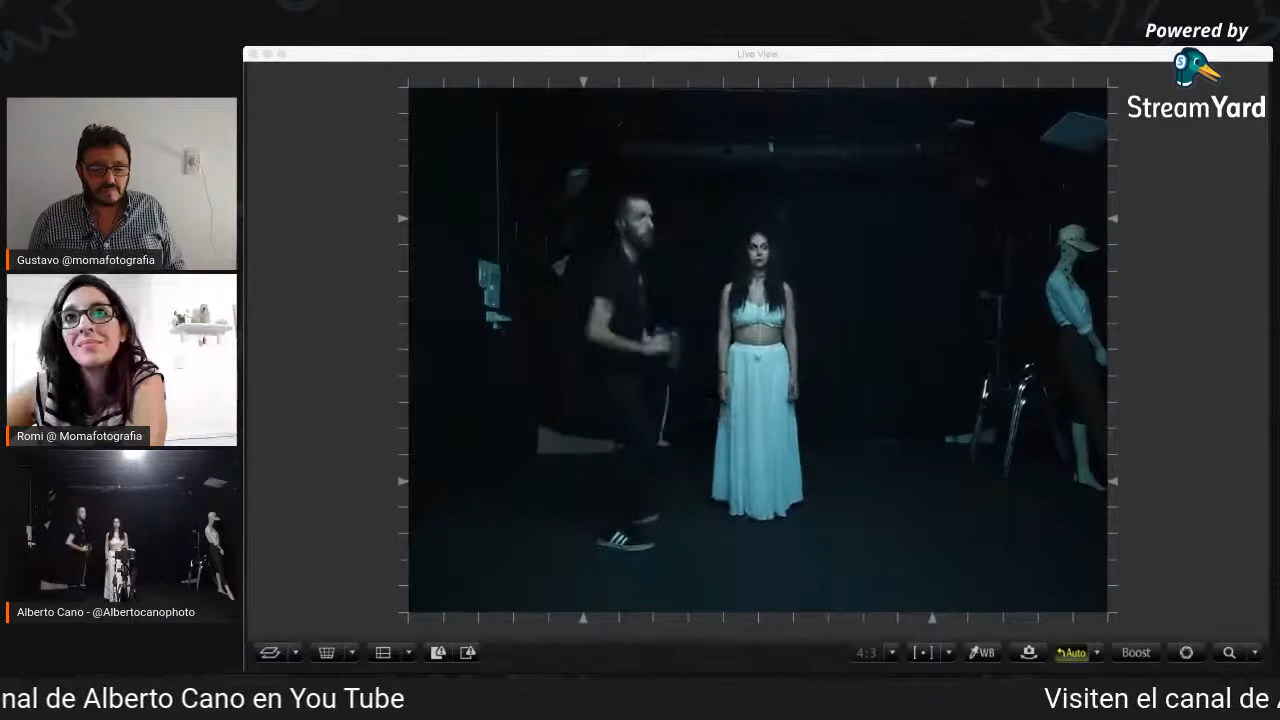 Powered by
StreamYard
Live View
Gustavo @momafotografia
Romi @ Momafotografia
Alberto Cano - @Albertocanophoto
4:3
WB
Auto
Boost
nal de Alberto Cano en You Tube
Visiten el canal de